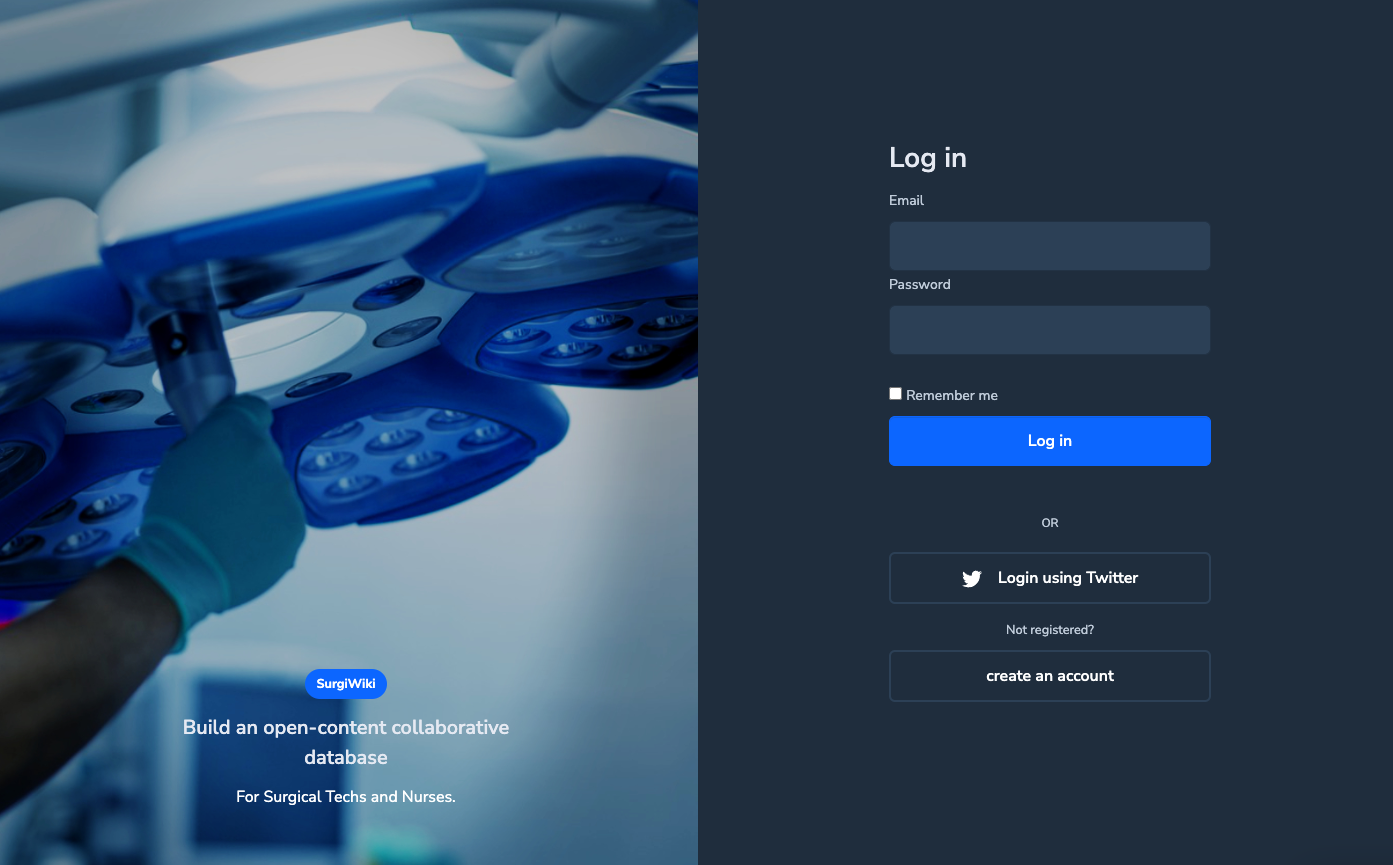 SurgiWiki
Build an open-content collaborative
database
For Surgical Techs and Nurses.
Log in
Email
Password
Remember me
Log in
OR
Login using Twitter
Not registered?
create an account